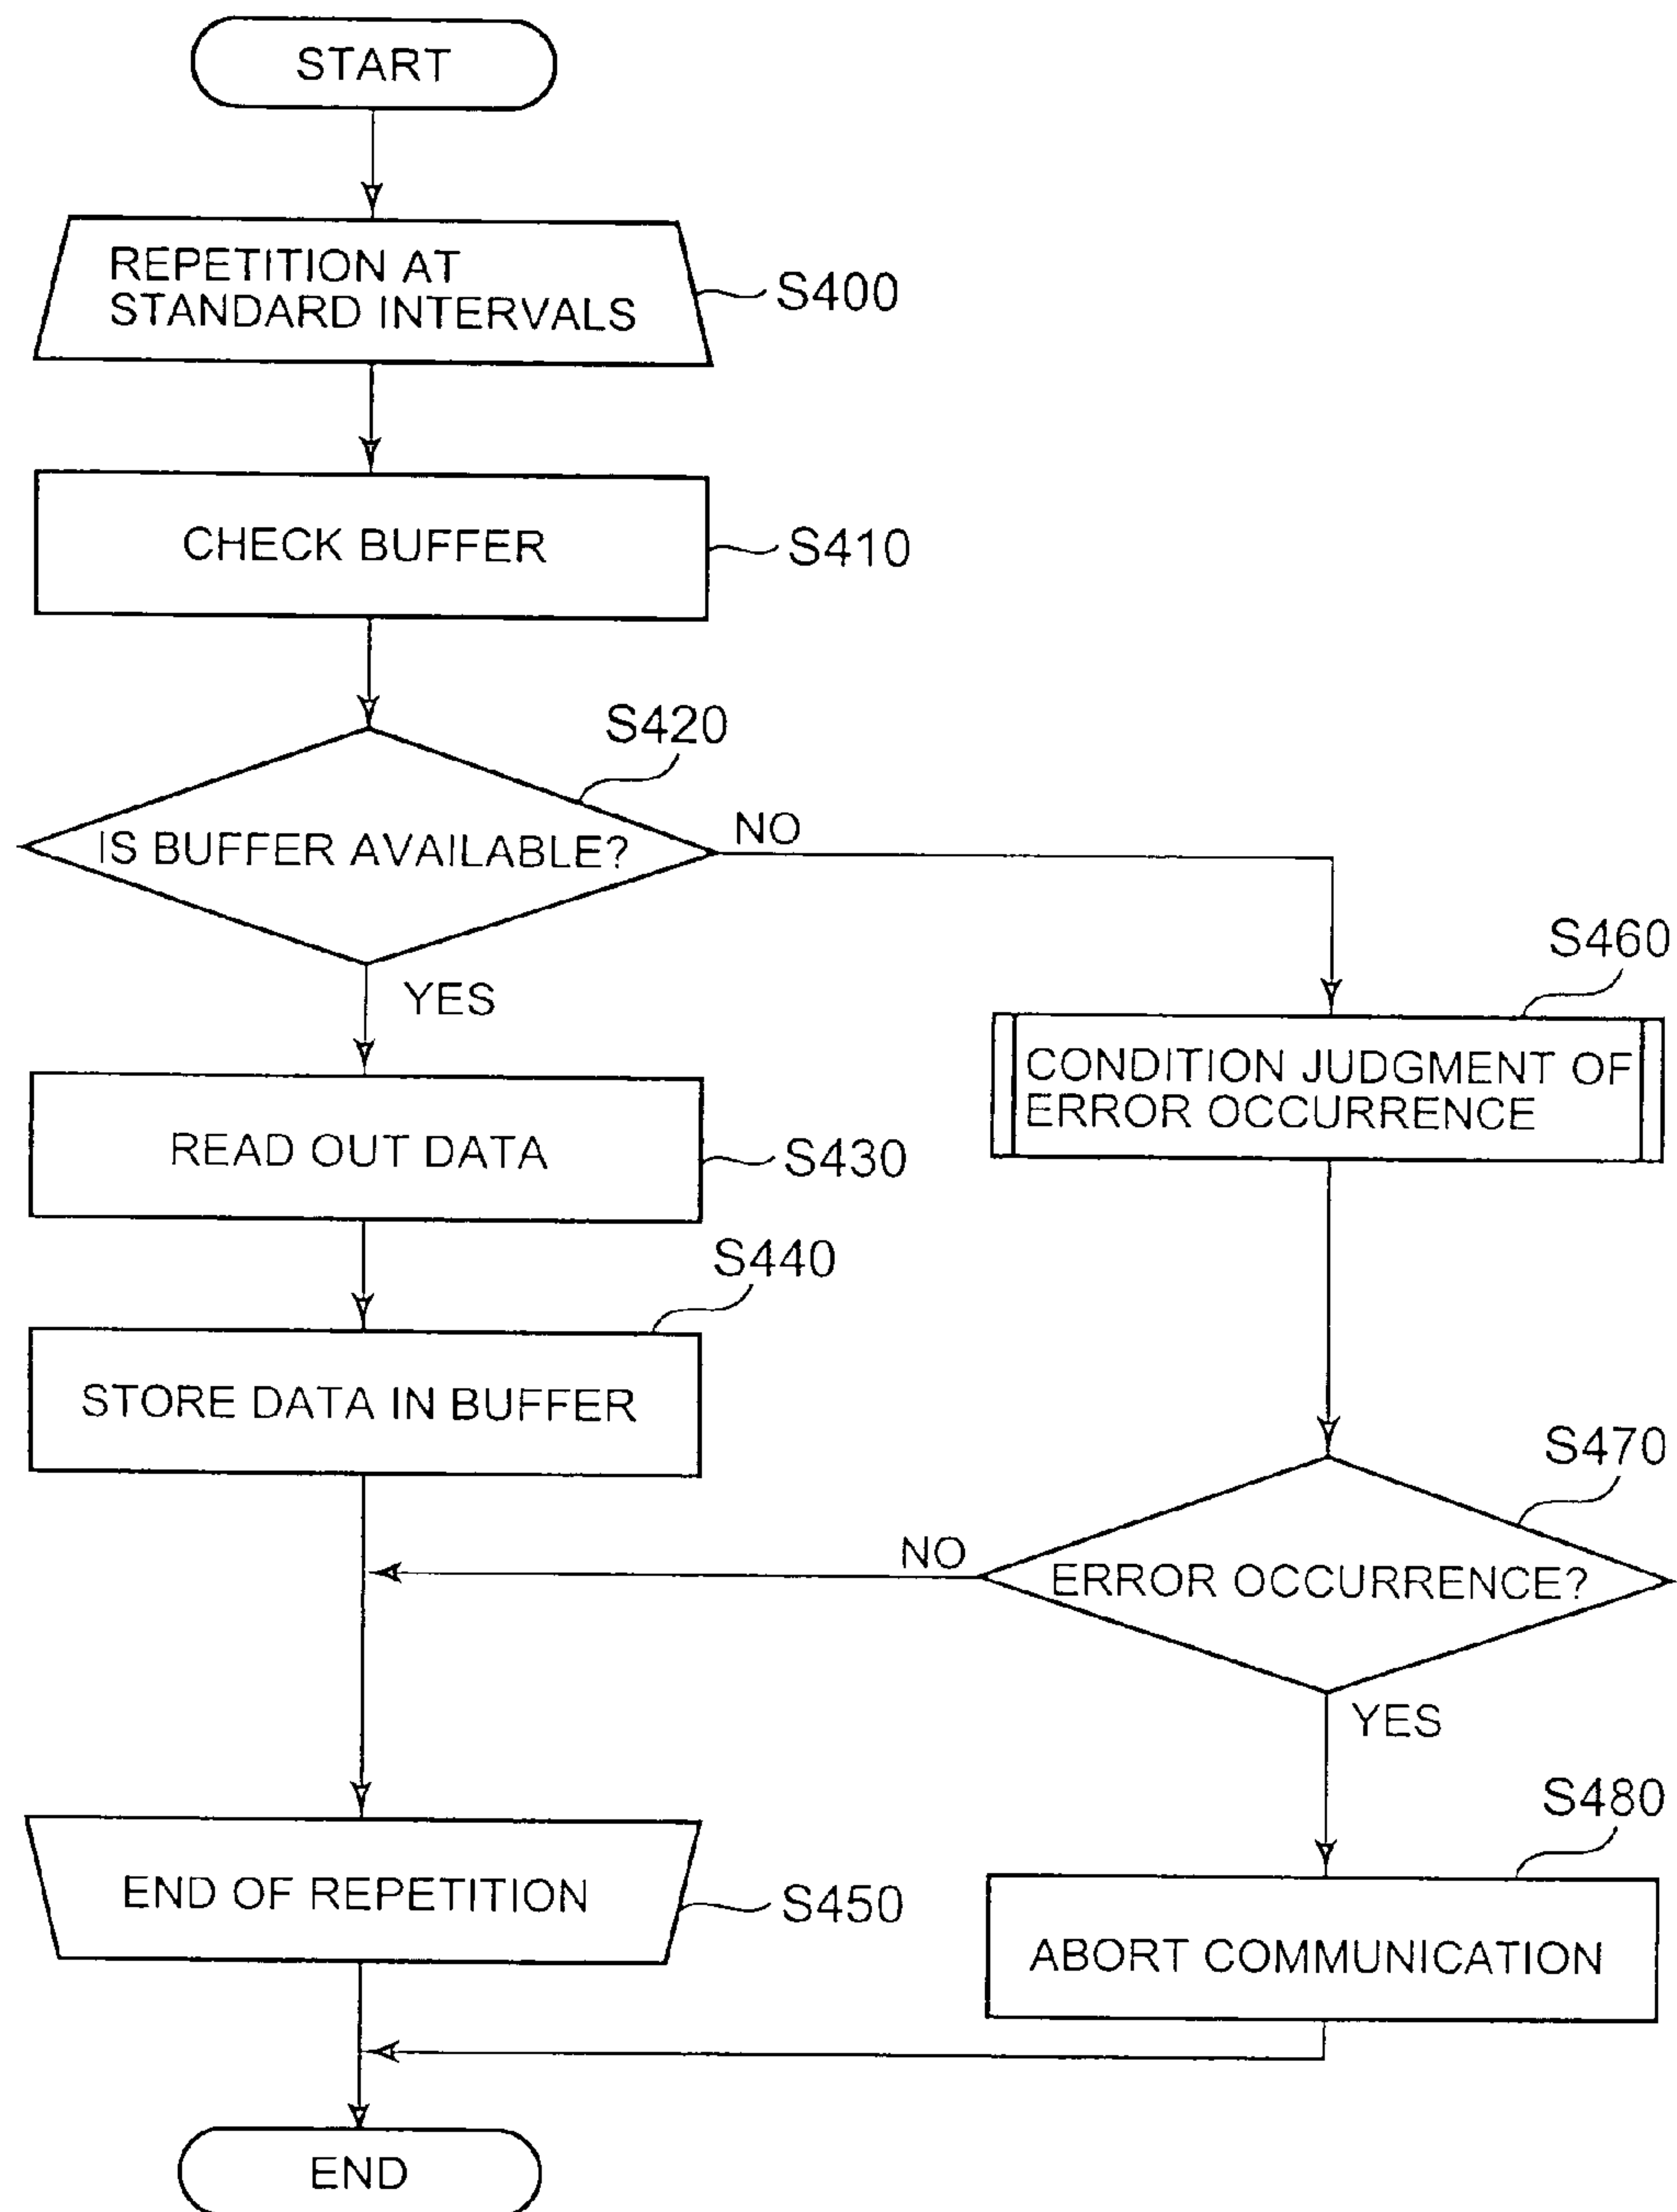 START
REPETITION AT
STANDARD INTERVALS
S400
CHECK BUFFER
S410
S420
IS BUFFER AVAILABLE?
NO
YES
S460
CONDITION JUDGMENT OF
ERROR OCCURRENCE
READ OUT DATA
S430
S440
STORE DATA IN BUFFER
S470
NO
ERROR OCCURRENCE?
YES
S480
END OF REPETITION
S450
ABORT COMMUNICATION
END